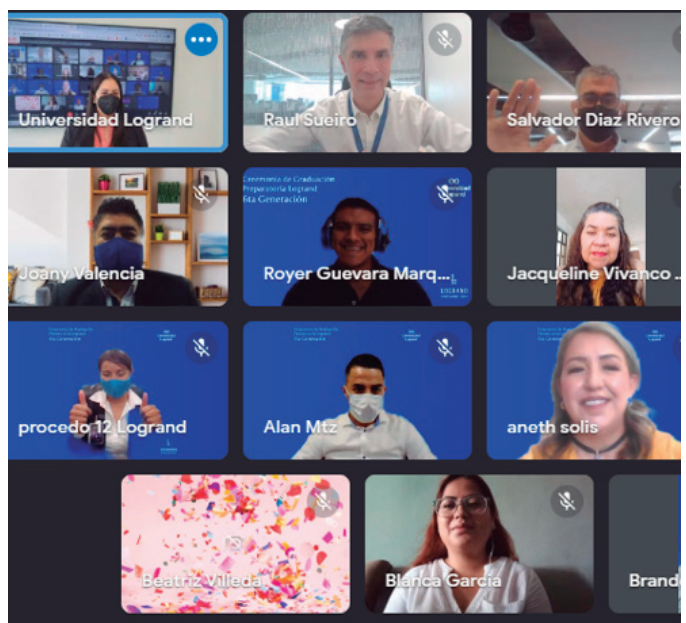 Universidad Logrand
Raul Sueiro
Salvador Diaz Rivero
Joany Valencia
Ceremonia de Graduación
Preparatoria Logrand
6ta Generación
Royer Guevara Marq...
LOGRAND
Jacqueline Vivanco ..
procedo 12 Logrand
Alan Mtz
aneth solis
Beatriz Villeda
Blanca Garcia
Brand